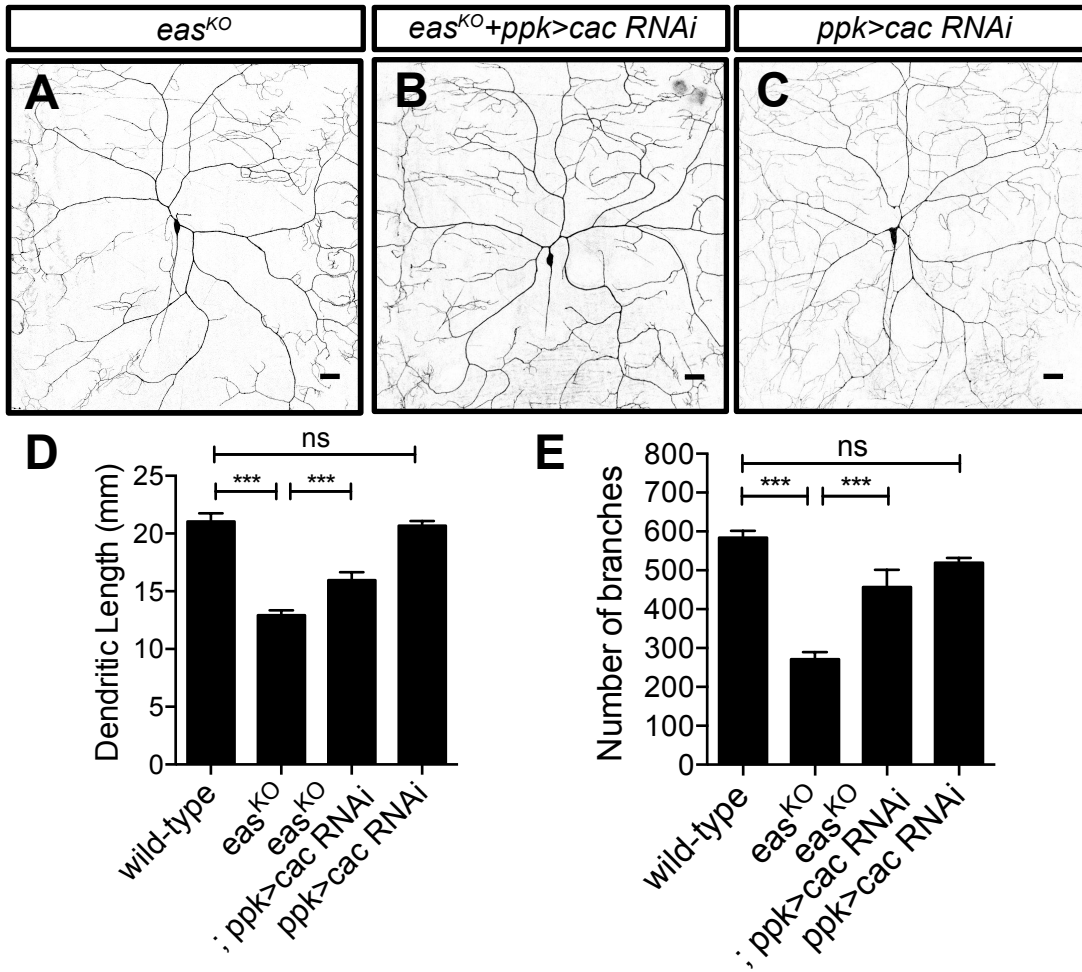 eas^KO
eas^KO+ppk>cac RNAi
ppk>cac RNAi
A
B
C
D
ns
***
***
Dendritic Length (mm)
25
20
15
10
5
0
wild-type
eas^KO
eas^KO
; ppk>cac RNAi
ppk>cac RNAi
E
ns
***
***
Number of branches
800
700
600
500
400
300
200
100
0
wild-type
eas^KO
eas^KO
; ppk>cac RNAi
ppk>cac RNAi